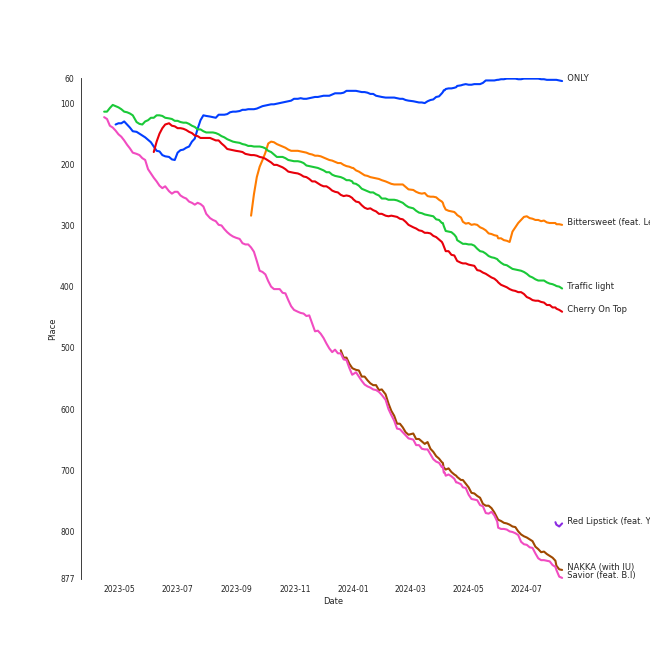 60
100
200
300
400
500
600
700
800
877
Place
2023-05
2023-07
2023-09
2023-11
2024-01
2024-03
2024-05
2024-07
Date
ONLY
Bittersweet (feat. Le
Traffic light
Cherry On Top
Red Lipstick (feat. Y
NAKKA (with IU)
Savior (feat. B.I)